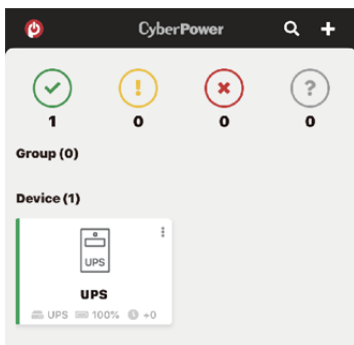 CyberPower
1 0 0 0
Group (0)
Device (1)
UPS
UPS
UPS 100% +0